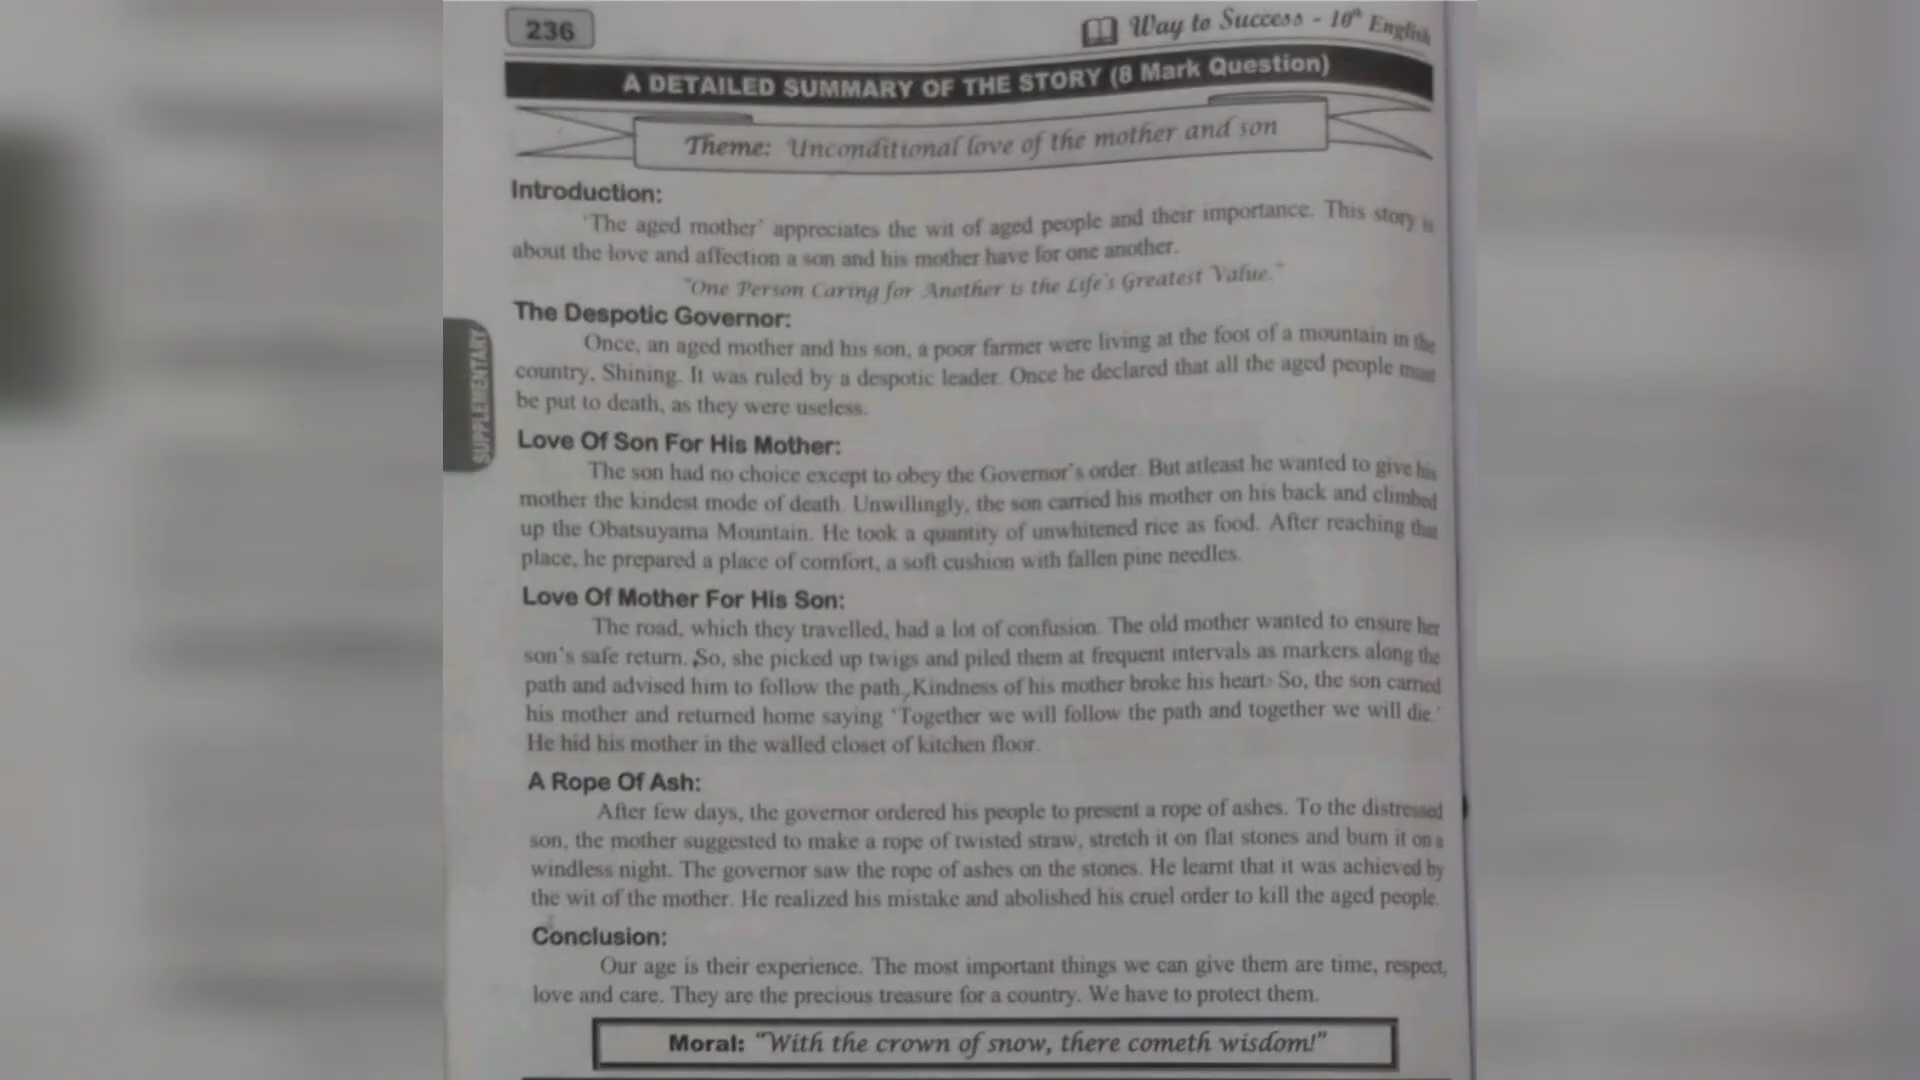 236
Way to Success - 10th English
A DETAILED SUMMARY OF THE STORY (8 Mark Question)
Theme: Unconditional love of the mother and son
Introduction:
'The aged mother' appreciates the wit of aged people and their importance. This story is
about the love and affection a son and his mother have for one another.
"One Person Caring for Another is the Life's Greatest Value."
The Despotic Governor:
Once, an aged mother and his son, a poor farmer were living at the foot of a mountain in the
country, Shining. It was ruled by a despotic leader. Once he declared that all the aged people must
be put to death, as they were useless.
SUPPLEMENTARY
Love Of Son For His Mother:
The son had no choice except to obey the Governor's order. But atleast he wanted to give his
mother the kindest mode of death. Unwillingly, the son carried his mother on his back and climbed
up the Obatsuyama Mountain. He took a quantity of unwhitened rice as food. After reaching that
place, he prepared a place of comfort, a soft cushion with fallen pine needles.
Love Of Mother For His Son:
The road, which they travelled, had a lot of confusion. The old mother wanted to ensure her
son's safe return. So, she picked up twigs and piled them at frequent intervals as markers along the
path and advised him to follow the path. Kindness of his mother broke his heart. So, the son carried
his mother and returned home saying 'Together we will follow the path and together we will die.'
He hid his mother in the walled closet of kitchen floor.
A Rope Of Ash:
After few days, the governor ordered his people to present a rope of ashes. To the distressed
son, the mother suggested to make a rope of twisted straw, stretch it on flat stones and burn it on a
windless night. The governor saw the rope of ashes on the stones. He learnt that it was achieved by
the wit of the mother. He realized his mistake and abolished his cruel order to kill the aged people.
Conclusion:
Our age is their experience. The most important things we can give them are time, respect,
love and care. They are the precious treasure for a country. We have to protect them.
Moral: "With the crown of snow, there cometh wisdom!"